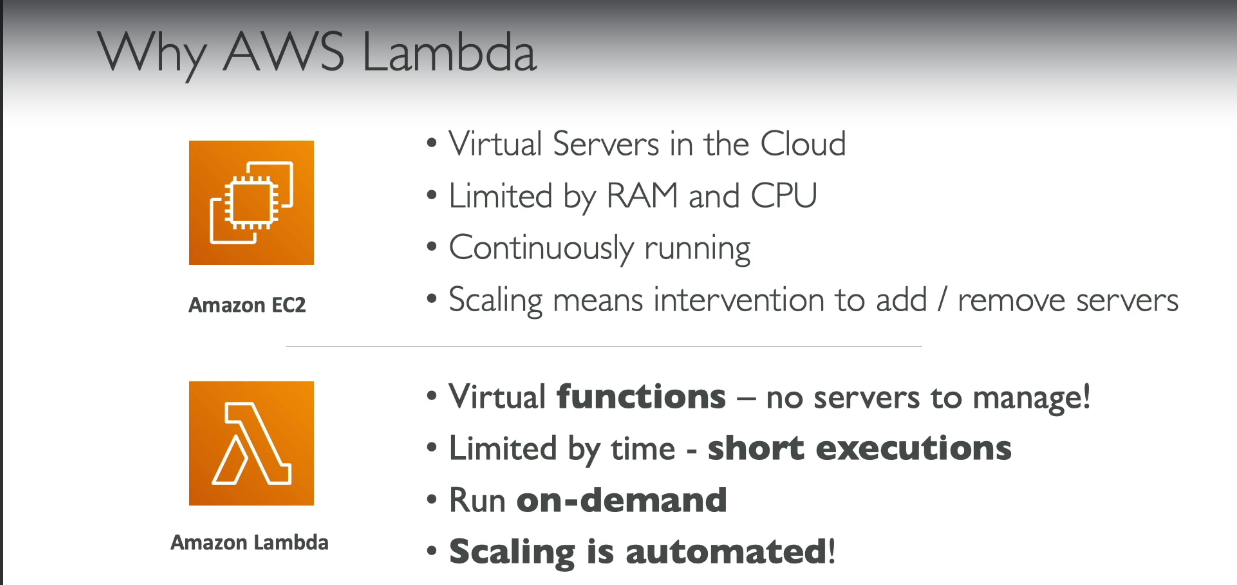 Why AWS Lambda
• Virtual Servers in the Cloud
• Limited by RAM and CPU
• Continuously running
• Scaling means intervention to add / remove servers
Amazon EC2
• Virtual functions – no servers to manage!
• Limited by time - short executions
• Run on-demand
• Scaling is automated!
Amazon Lambda